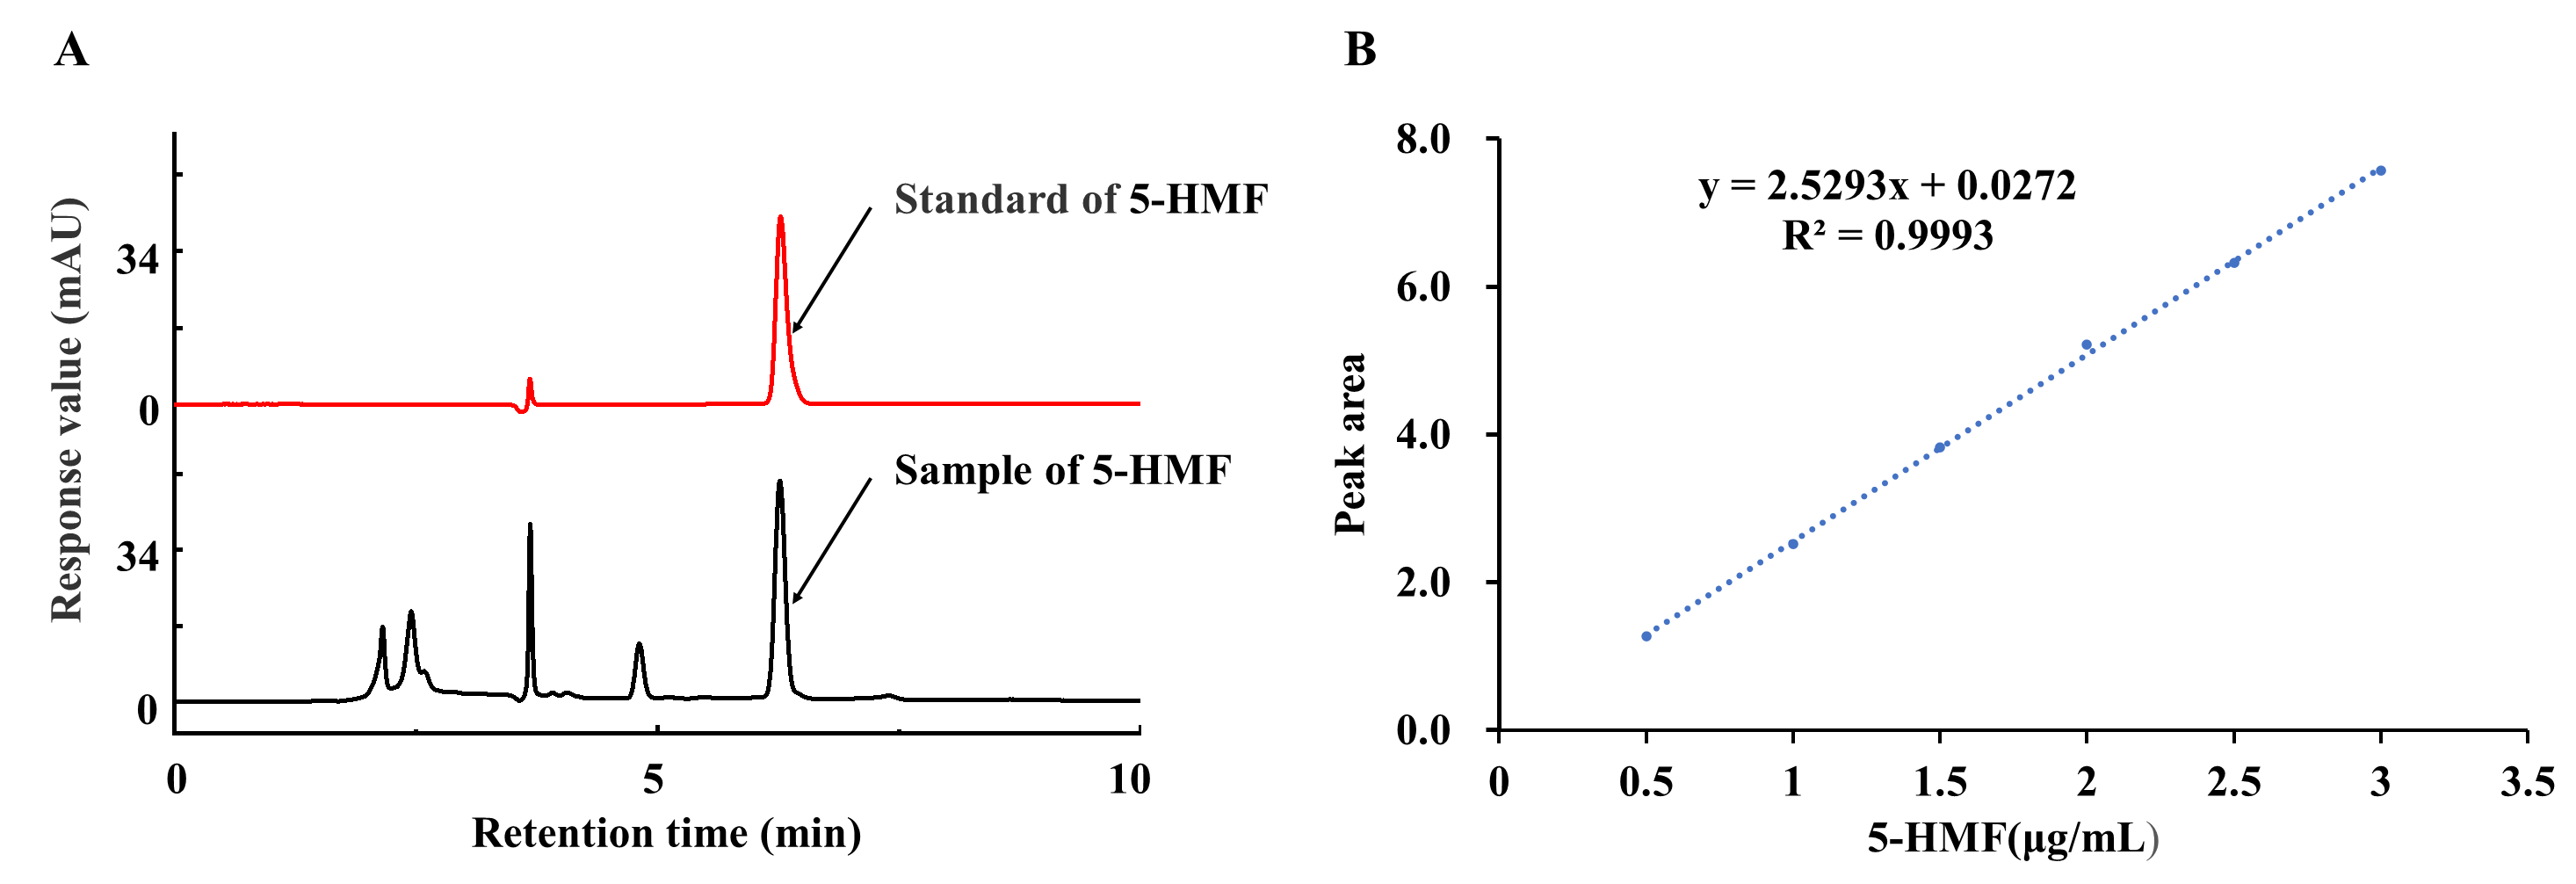 A
Response value (mAU)
34
0
34
0
Standard of 5-HMF
Sample of 5-HMF
0
5
10
Retention time (min)
B
Peak area
8.0
6.0
4.0
2.0
0.0
y = 2.5293x + 0.0272
R² = 0.9993
0
0.5
1
1.5
2
2.5
3
3.5
5-HMF(μg/mL)